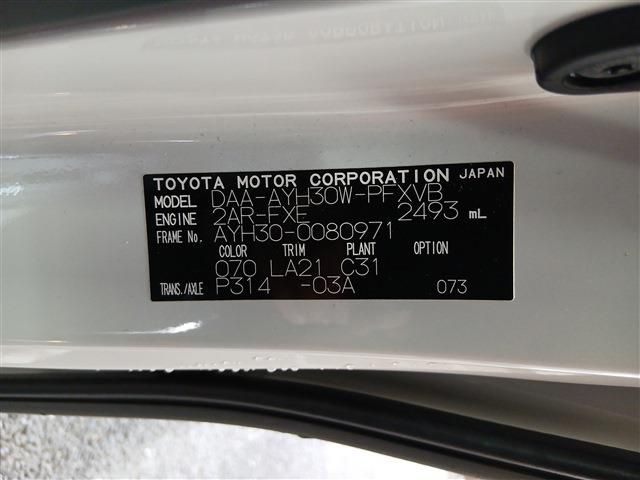 TOYOTA MOTOR CORPORATION JAPAN
MODEL DAA-AYH30W-PFXVB
ENGINE 2AR-FXE 2493 mL
FRAME No. AYH30-0080971
COLOR TRIM PLANT OPTION
070 LA21 C31
TRANS./AXLE P314 -03A 073